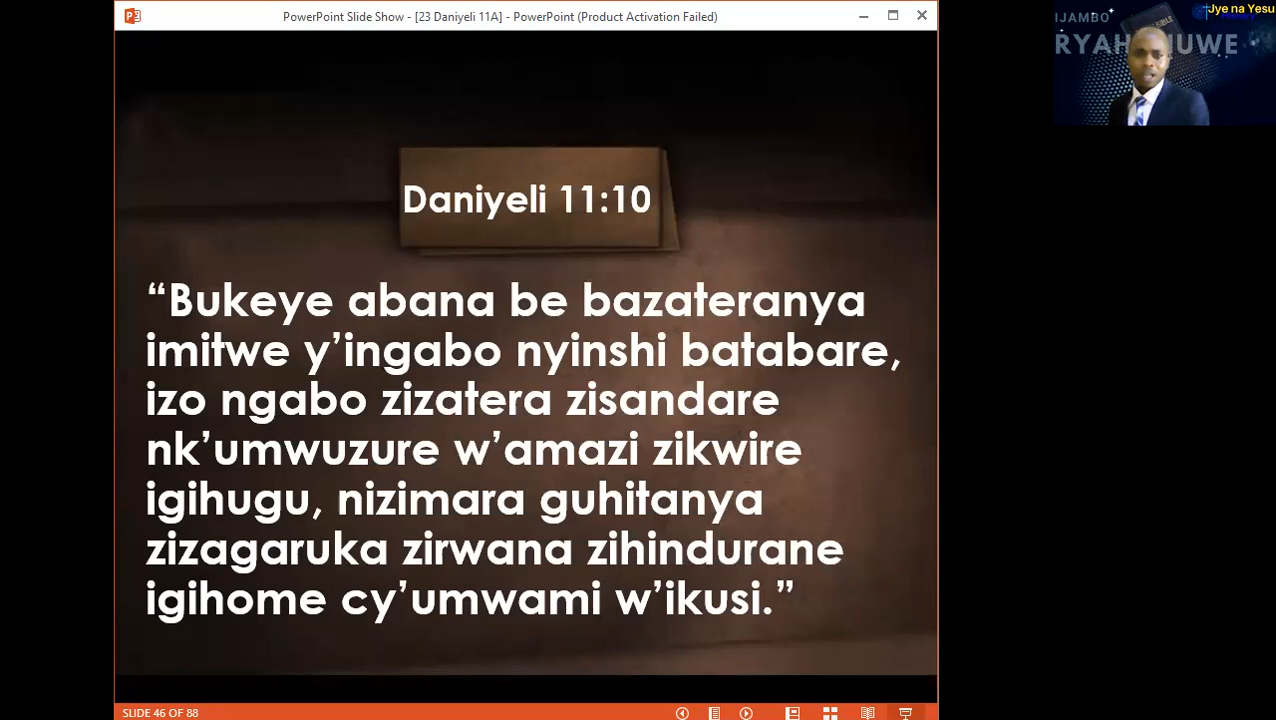 PowerPoint Slide Show - [23 Daniyeli 11A] - PowerPoint (Product Activation Failed)
Jye na Yesu
IJAMBO
Daniyeli 11:10
“Bukeye abana be bazateranya
imitwe y’ingabo nyinshi batabare,
izo ngabo zizatera zisandare
nk’umwuzure w’amazi zikwire
igihugu, nizimara guhitanya
zizagaruka zirwana zihindurane
igihome cy’umwami w’ikusi.”
SLIDE 46 OF 88